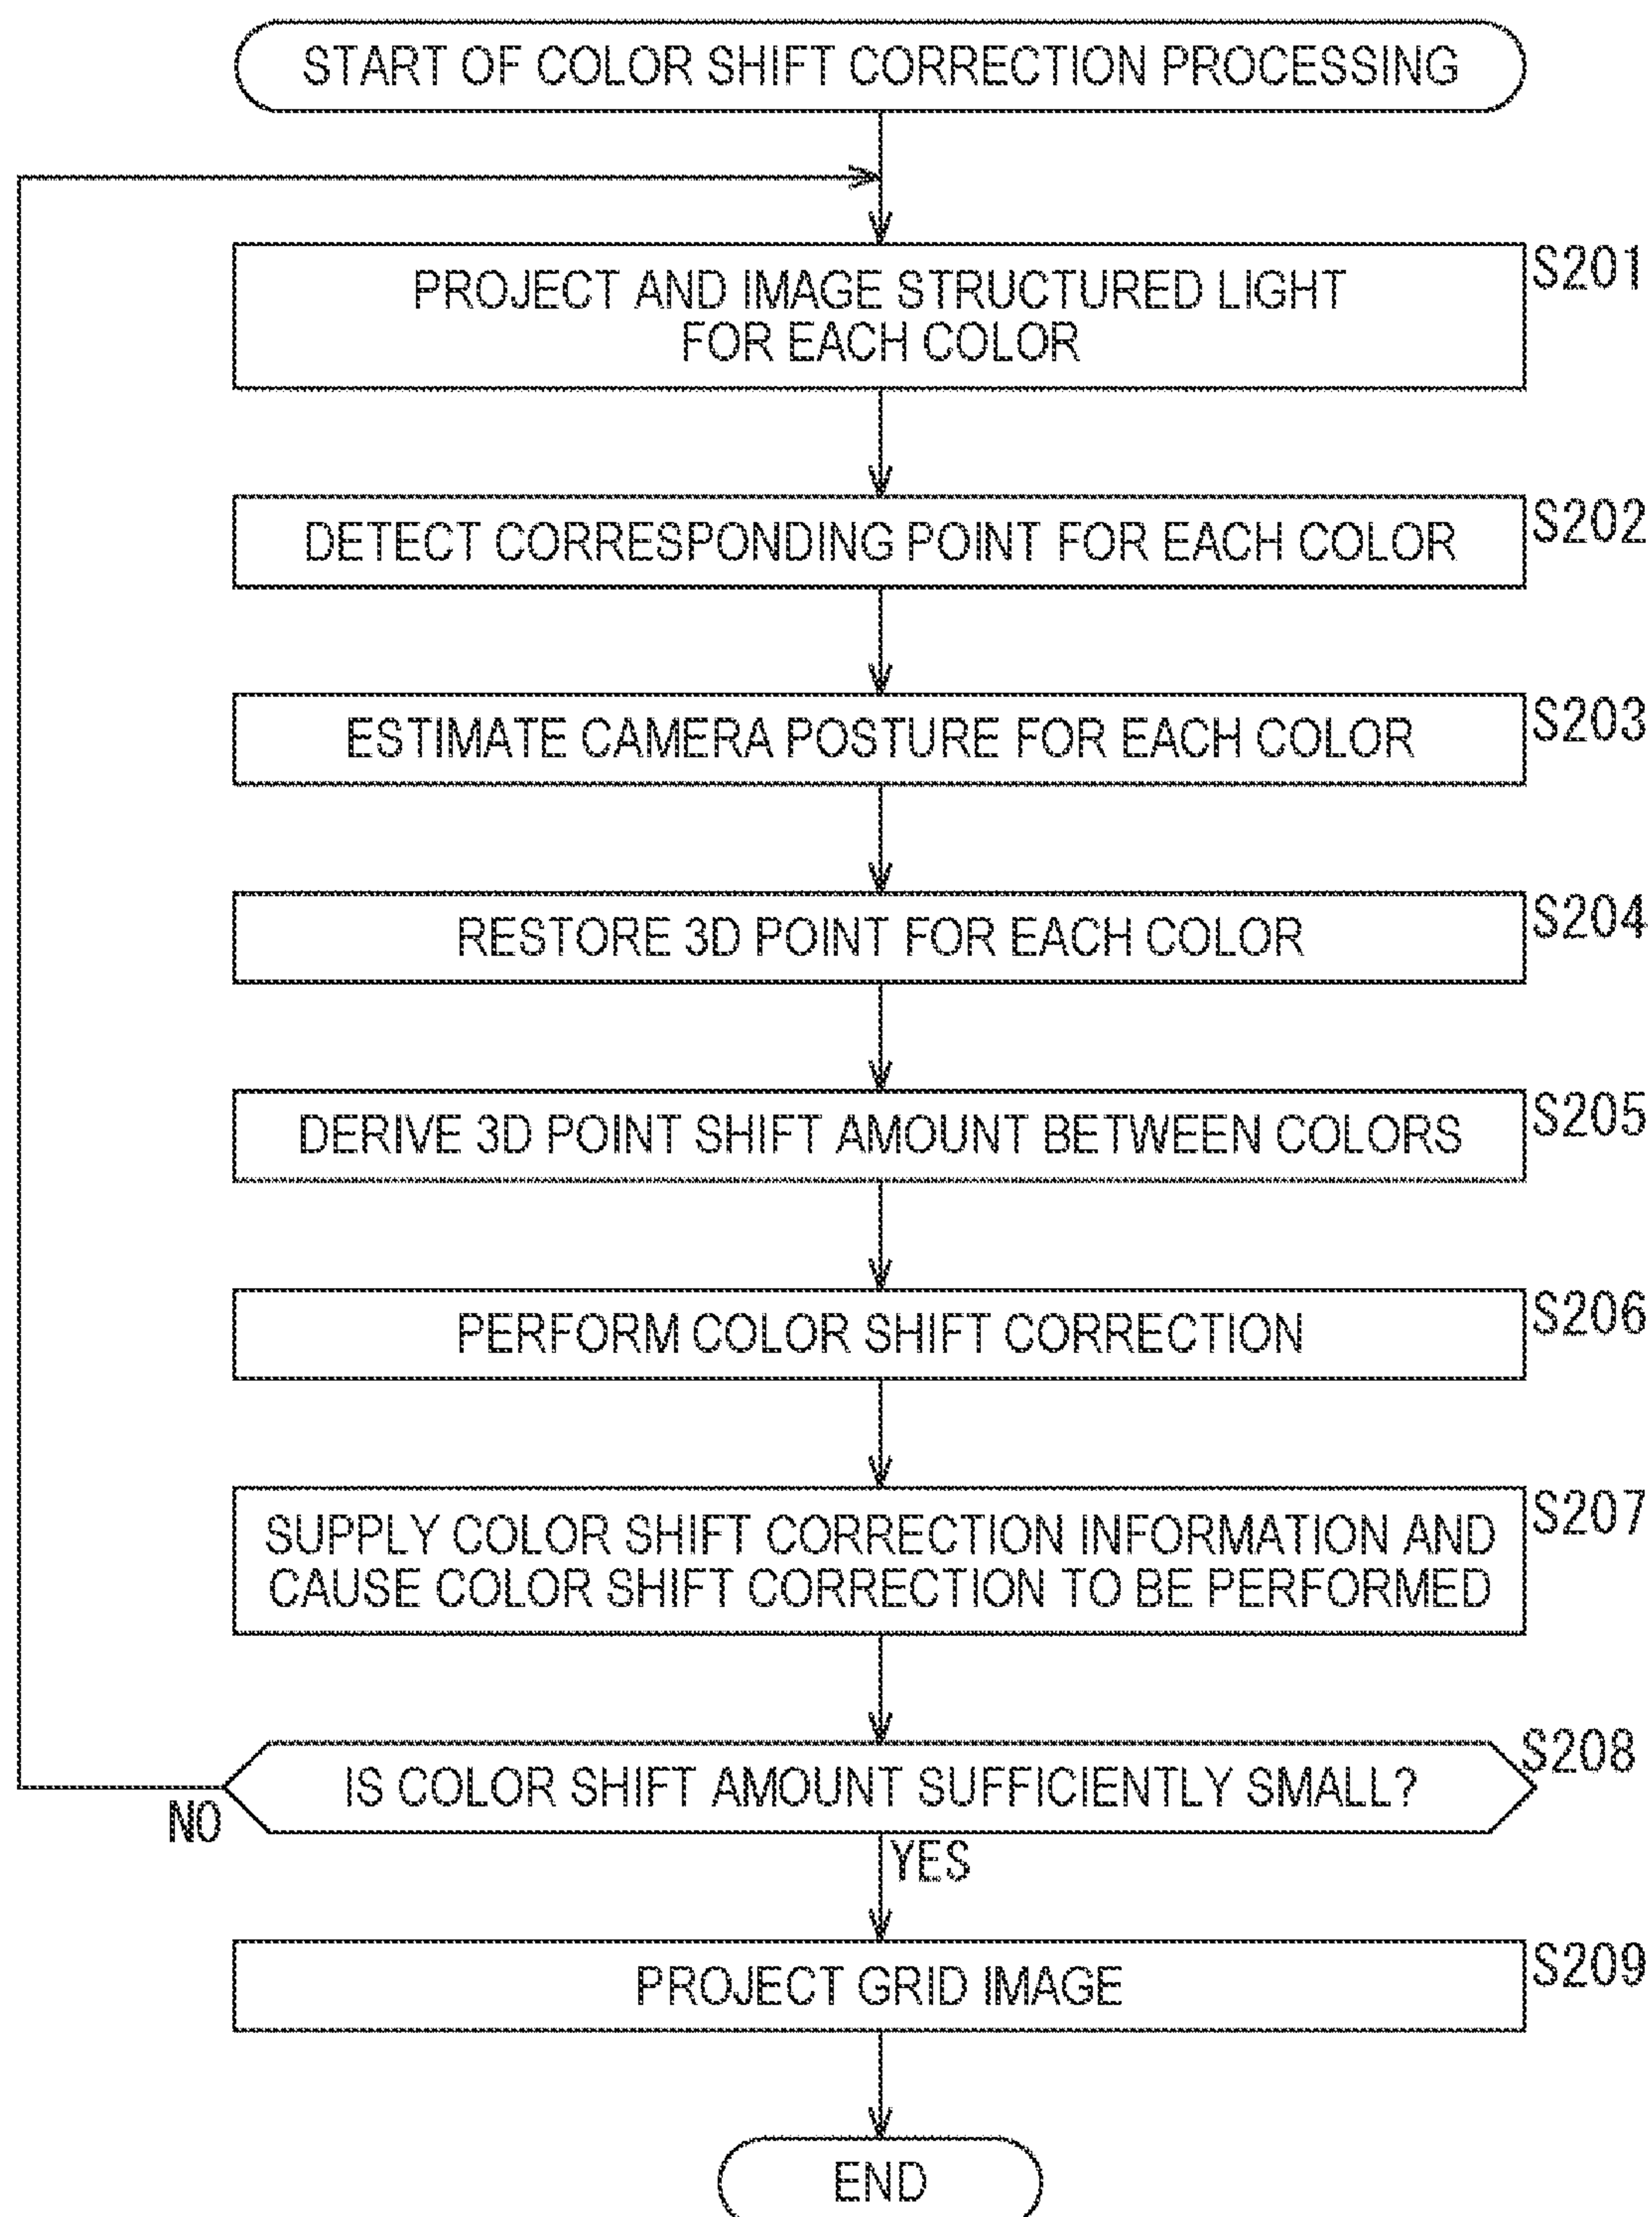 START OF COLOR SHIFT CORRECTION PROCESSING
PROJECT AND IMAGE STRUCTURED LIGHT
FOR EACH COLOR
S201
DETECT CORRESPONDING POINT FOR EACH COLOR
S202
ESTIMATE CAMERA POSTURE FOR EACH COLOR
S203
RESTORE 3D POINT FOR EACH COLOR
S204
DERIVE 3D POINT SHIFT AMOUNT BETWEEN COLORS
S205
PERFORM COLOR SHIFT CORRECTION
S206
SUPPLY COLOR SHIFT CORRECTION INFORMATION AND
CAUSE COLOR SHIFT CORRECTION TO BE PERFORMED
S207
IS COLOR SHIFT AMOUNT SUFFICIENTLY SMALL?
S208
NO
YES
PROJECT GRID IMAGE
S209
END